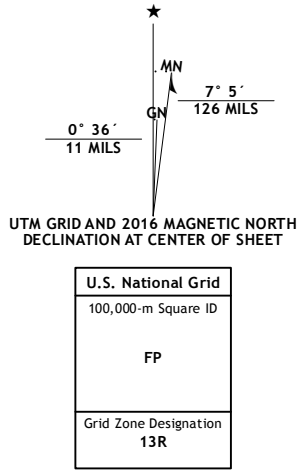 ★
MN
GN
7° 5´
126 MILS
0° 36´
11 MILS
UTM GRID AND 2016 MAGNETIC NORTH
DECLINATION AT CENTER OF SHEET
U.S. National Grid
100,000-m Square ID
FP
Grid Zone Designation
13R